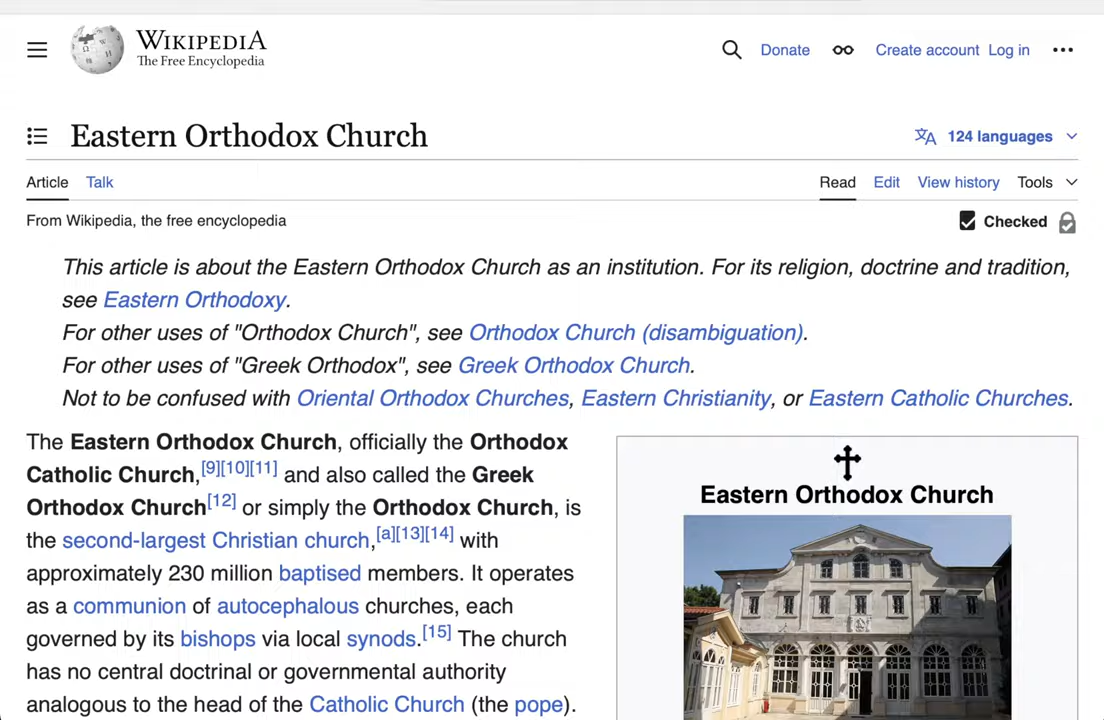 WIKIPEDIA
The Free Encyclopedia
Donate
Create account
Log in
Eastern Orthodox Church
124 languages
Article
Talk
Read
Edit
View history
Tools
From Wikipedia, the free encyclopedia
Checked
This article is about the Eastern Orthodox Church as an institution. For its religion, doctrine and tradition,
see Eastern Orthodoxy.
For other uses of "Orthodox Church", see Orthodox Church (disambiguation).
For other uses of "Greek Orthodox", see Greek Orthodox Church.
Not to be confused with Oriental Orthodox Churches, Eastern Christianity, or Eastern Catholic Churches.
The Eastern Orthodox Church, officially the Orthodox
Catholic Church,[9][10][11] and also called the Greek
Orthodox Church[12] or simply the Orthodox Church, is
the second-largest Christian church,[a][13][14] with
approximately 230 million baptised members. It operates
as a communion of autocephalous churches, each
governed by its bishops via local synods.[15] The church
has no central doctrinal or governmental authority
analogous to the head of the Catholic Church (the pope).
Eastern Orthodox Church